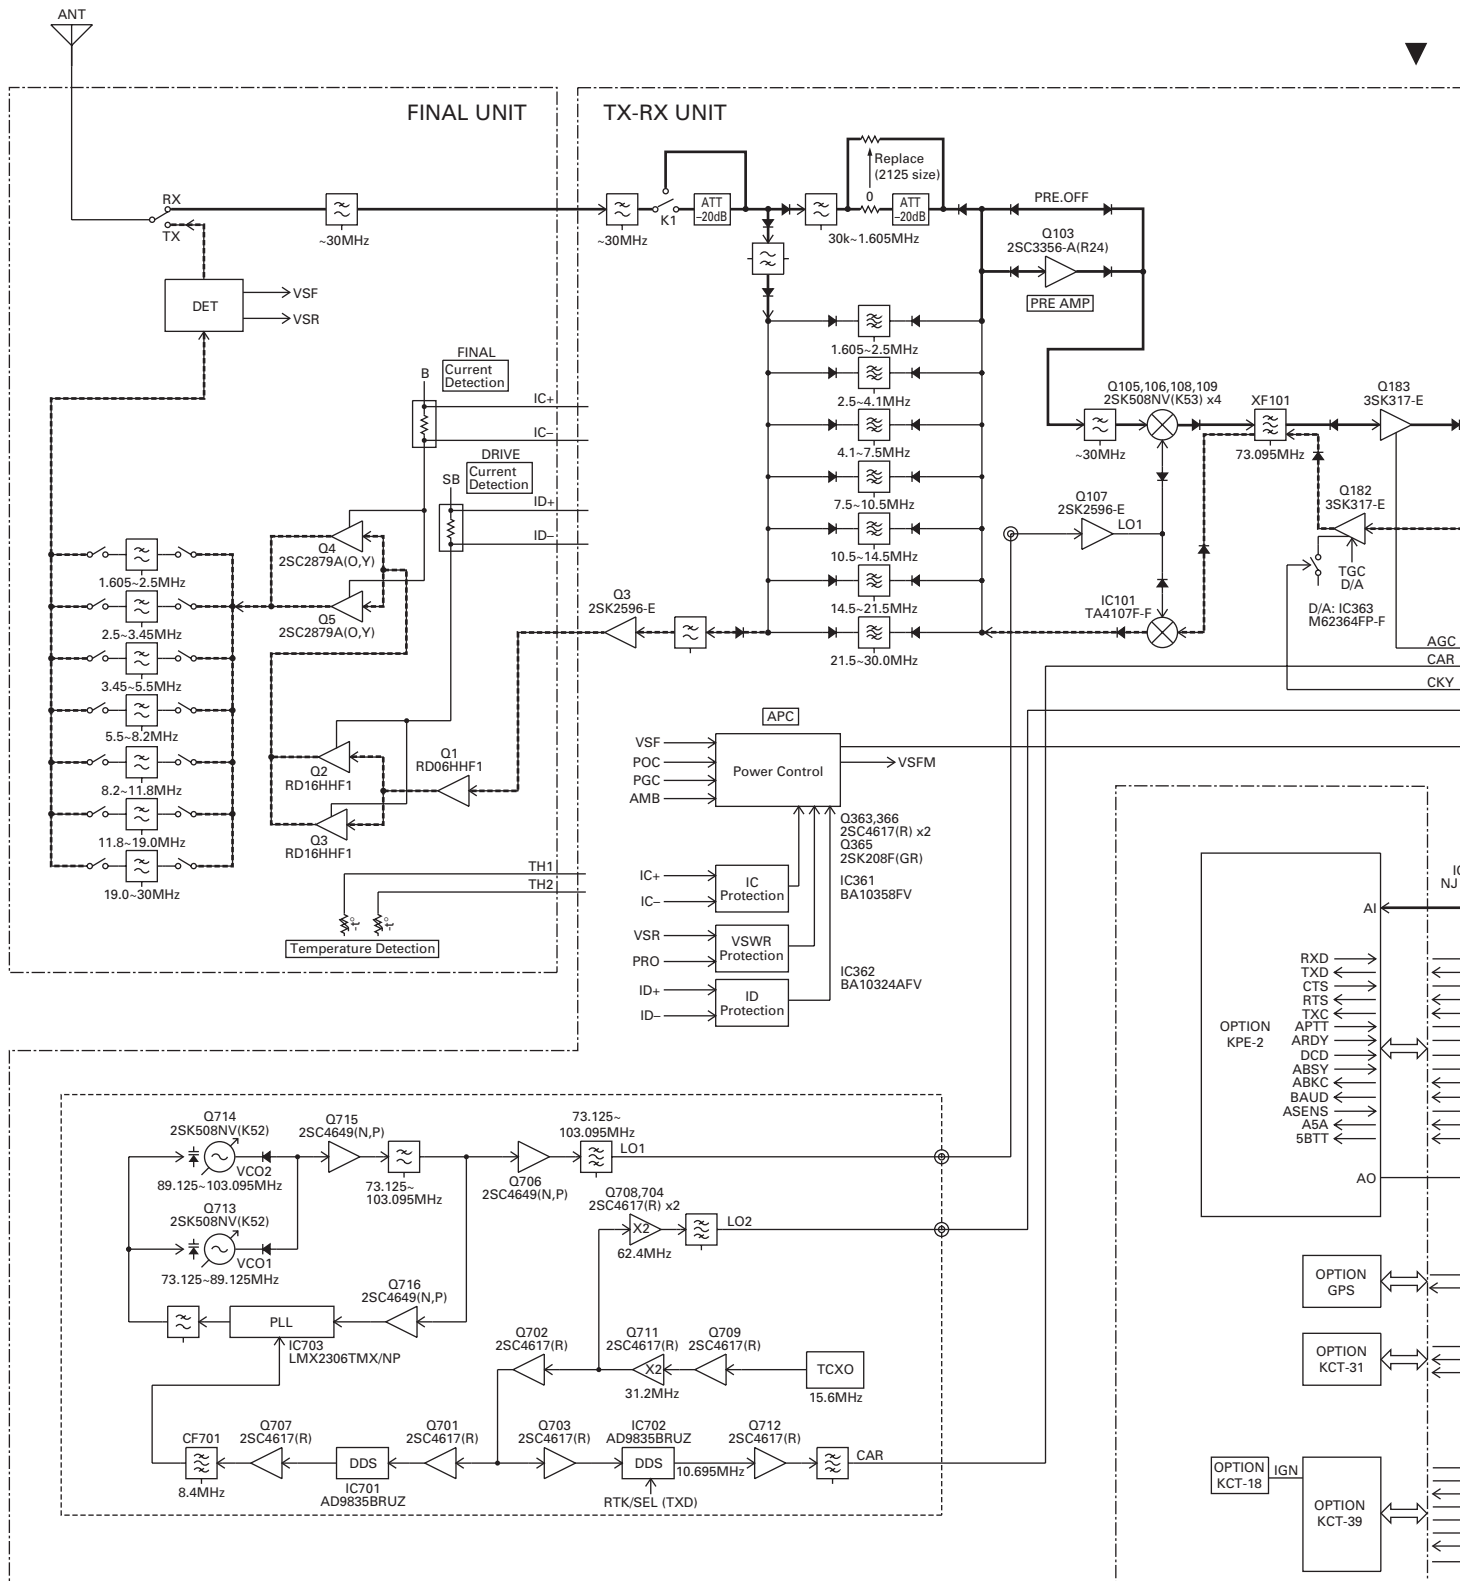 ANT
FINAL UNIT
TX-RX UNIT
RX
TX
~30MHz
DET
VSF
VSR
FINAL
Current
Detection
B
IC+
IC–
DRIVE
Current
Detection
SB
ID+
ID–
Q4
2SC2879A(O,Y)
Q5
2SC2879A(O,Y)
1.605~2.5MHz
2.5~3.45MHz
3.45~5.5MHz
5.5~8.2MHz
8.2~11.8MHz
11.8~19.0MHz
19.0~30MHz
Q2
RD16HHF1
Q3
RD16HHF1
Q1
RD06HHF1
TH1
TH2
-t°
-t°
Temperature Detection
~30MHz
K1
ATT
–20dB
Replace
(2125 size)
0
ATT
–20dB
30k~1.605MHz
PRE.OFF
Q103
2SC3356-A(R24)
PRE AMP
1.605~2.5MHz
2.5~4.1MHz
4.1~7.5MHz
7.5~10.5MHz
10.5~14.5MHz
14.5~21.5MHz
21.5~30.0MHz
Q3
2SK2596-E
~30MHz
Q105,106,108,109
2SK508NV(K53) x4
XF101
73.095MHz
Q183
3SK317-E
Q182
3SK317-E
TGC
D/A
D/A: IC363
M62364FP-F
Q107
2SK2596-E
LO1
IC101
TA4107F-F
AGC
CAR
CKY
APC
VSF
POC
PGC
AMB
Power Control
VSFM
Q363,366
2SC4617(R) x2
Q365
2SK208F(GR)
IC+
IC–
IC
Protection
IC361
BA10358FV
VSR
PRO
VSWR
Protection
ID+
ID–
ID
Protection
IC362
BA10324AFV
IC
NJ
AI
RXD
TXD
CTS
RTS
TXC
APTT
ARDY
DCD
ABSY
ABKC
BAUD
ASENS
A5A
5BTT
OPTION
KPE-2
AO
OPTION
GPS
OPTION
KCT-31
OPTION
KCT-18
IGN
OPTION
KCT-39
Q714
2SK508NV(K52)
VCO2
89.125~103.095MHz
Q713
2SK508NV(K52)
VCO1
73.125~89.125MHz
Q715
2SC4649(N,P)
73.125~
103.095MHz
Q706
2SC4649(N,P)
73.125~
103.095MHz
LO1
Q708,704
2SC4617(R) x2
X2
62.4MHz
LO2
Q716
2SC4649(N,P)
PLL
IC703
LMX2306TMX/NP
Q702
2SC4617(R)
Q711
2SC4617(R)
X2
31.2MHz
Q709
2SC4617(R)
TCXO
15.6MHz
CF701
8.4MHz
Q707
2SC4617(R)
DDS
IC701
AD9835BRUZ
Q701
2SC4617(R)
Q703
2SC4617(R)
IC702
AD9835BRUZ
DDS
10.695MHz
RTK/SEL (TXD)
Q712
2SC4617(R)
CAR